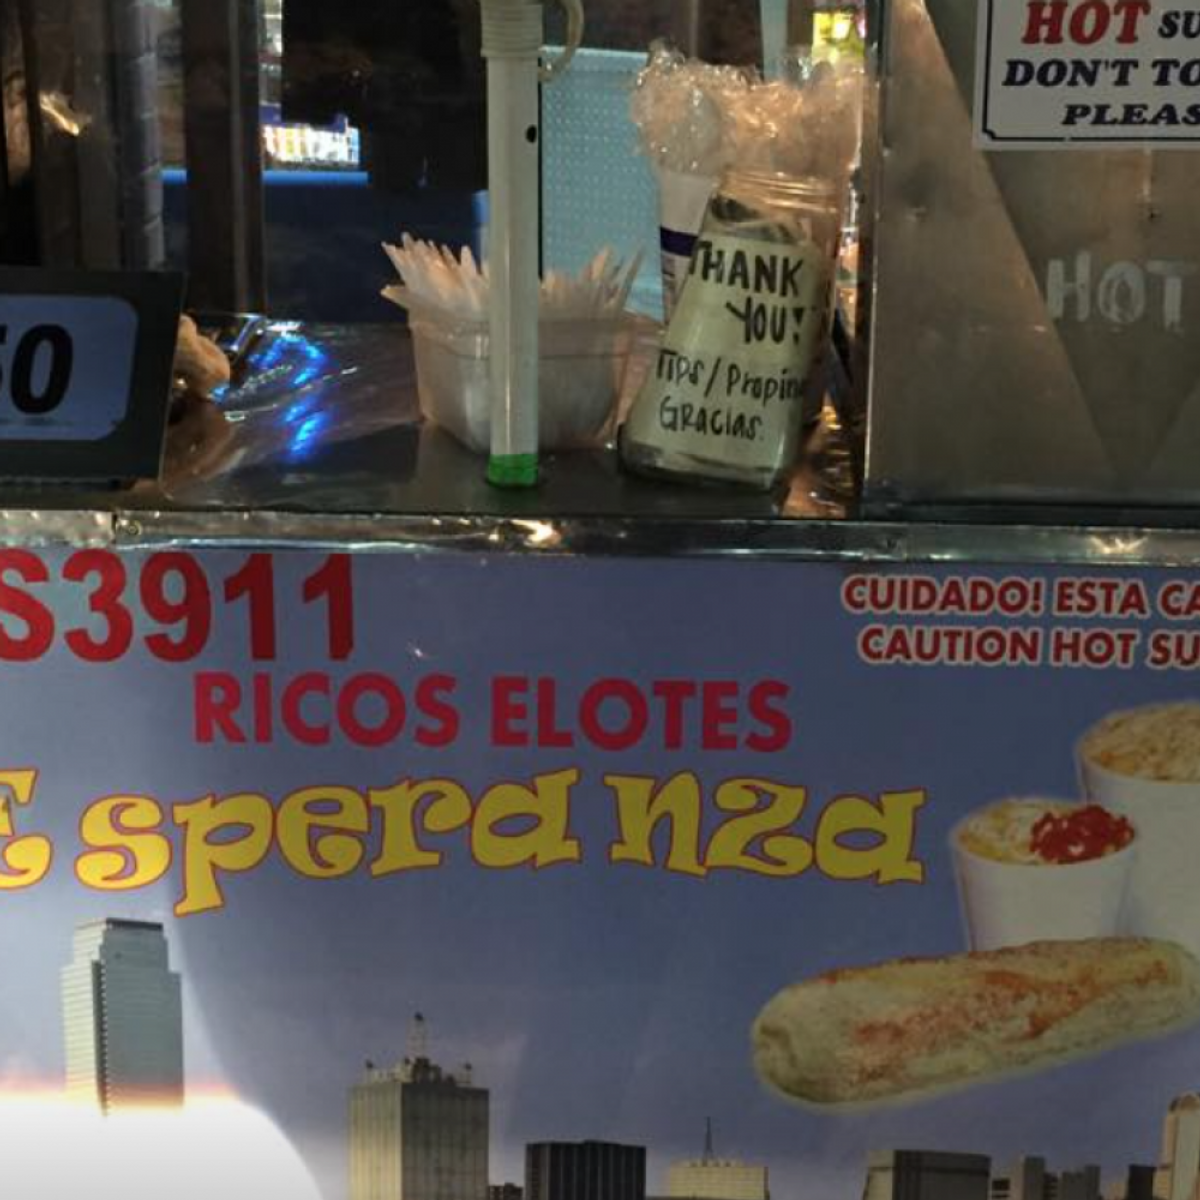 HOT SU
DON'T TO
PLEAS
THANK
YOU!
TIPS/Propin
Gracias.
HOT
50
S3911
CUIDADO! ESTA CA
CAUTION HOT SU
RICOS ELOTES
Esperanza